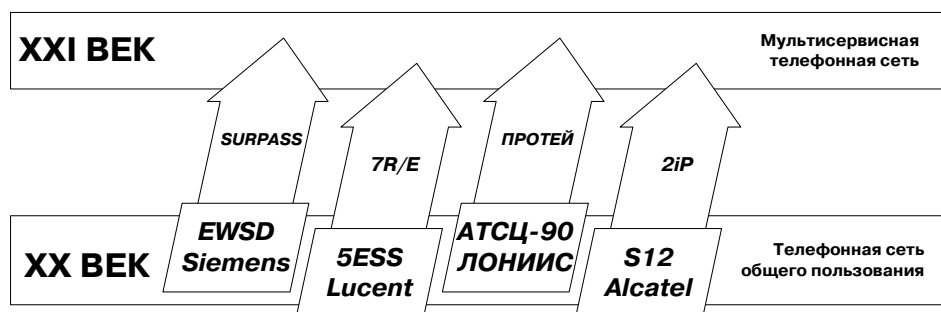 XXI ВЕК
Мультисервисная
телефонная сеть
SURPASS
7R/E
ПРОТЕЙ
2iP
XX ВЕК
EWSD
Siemens
5ESS
Lucent
АТСЦ-90
ЛОНИИС
S12
Alcatel
Телефонная сеть
общего пользования